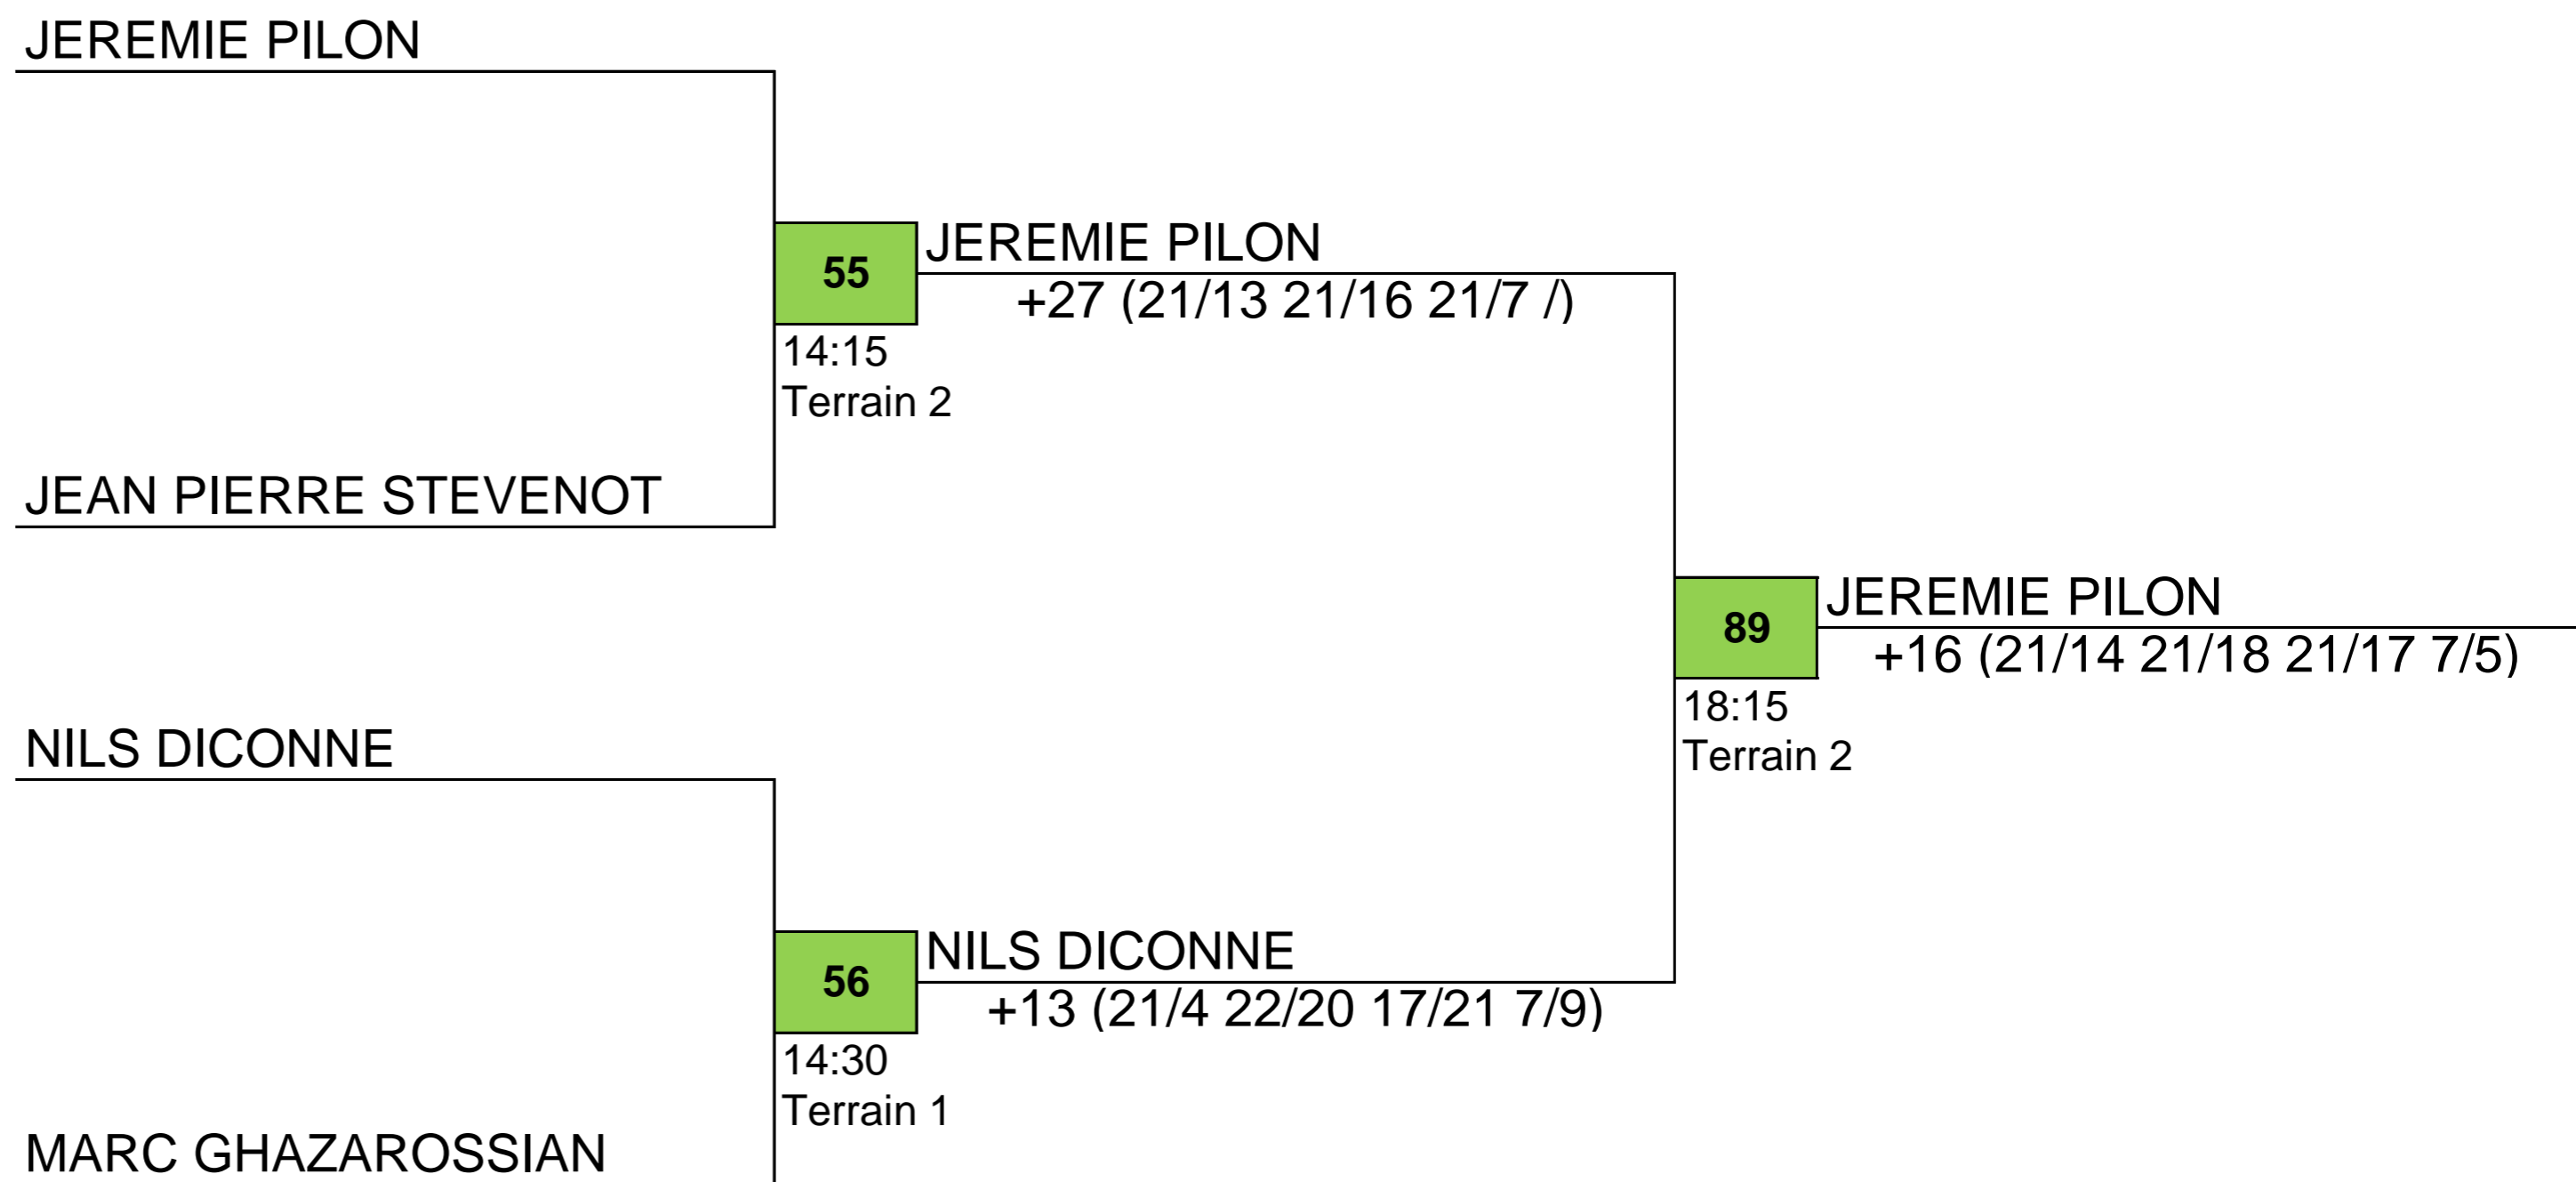 JEREMIE PILON
55
JEREMIE PILON
+27 (21/13 21/16 21/7 /)
14:15
Terrain 2
JEAN PIERRE STEVENOT
89
JEREMIE PILON
+16 (21/14 21/18 21/17 7/5)
18:15
Terrain 2
NILS DICONNE
56
NILS DICONNE
+13 (21/4 22/20 17/21 7/9)
14:30
Terrain 1
MARC GHAZAROSSIAN